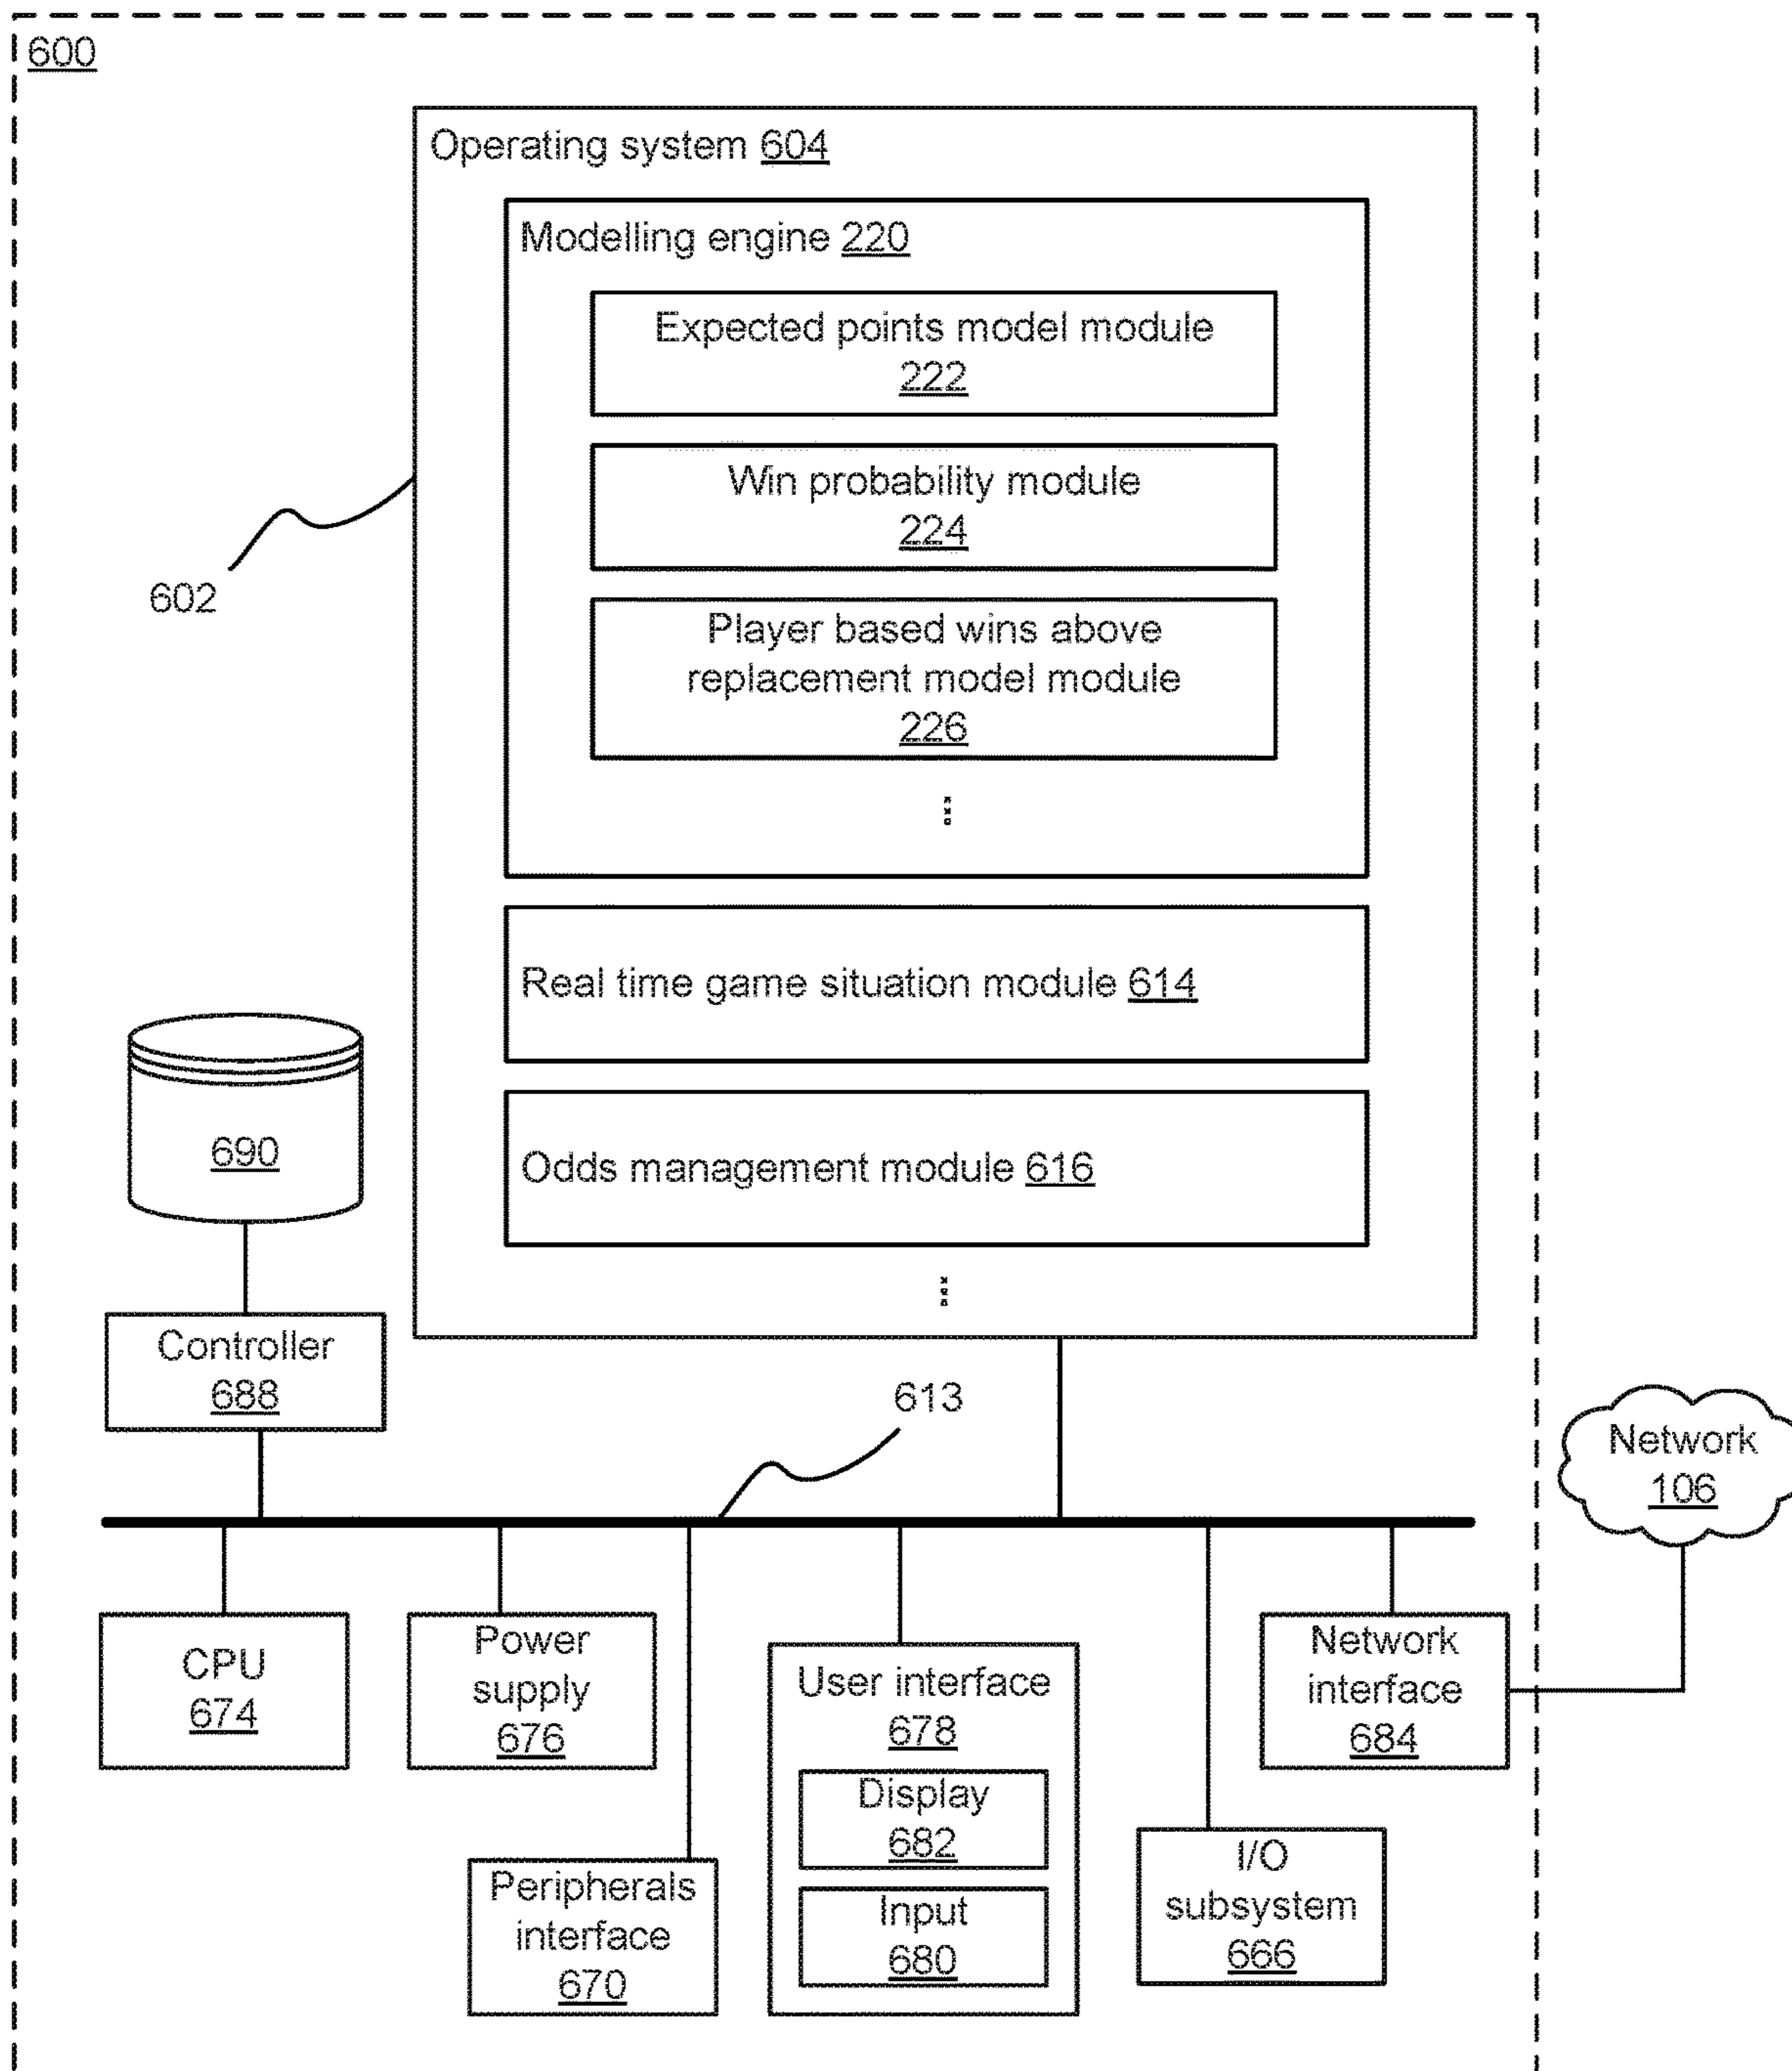 600
Operating system 604
Modelling engine 220
Expected points model module
222
Win probability module
224
Player based wins above
replacement model module
226
602
Real time game situation module 614
690
Odds management module 616
Controller
688
613
Network
106
CPU
674
Power
supply
676
User interface
678
Display
682
Input
680
Network
interface
684
Peripherals
interface
670
I/O
subsystem
666